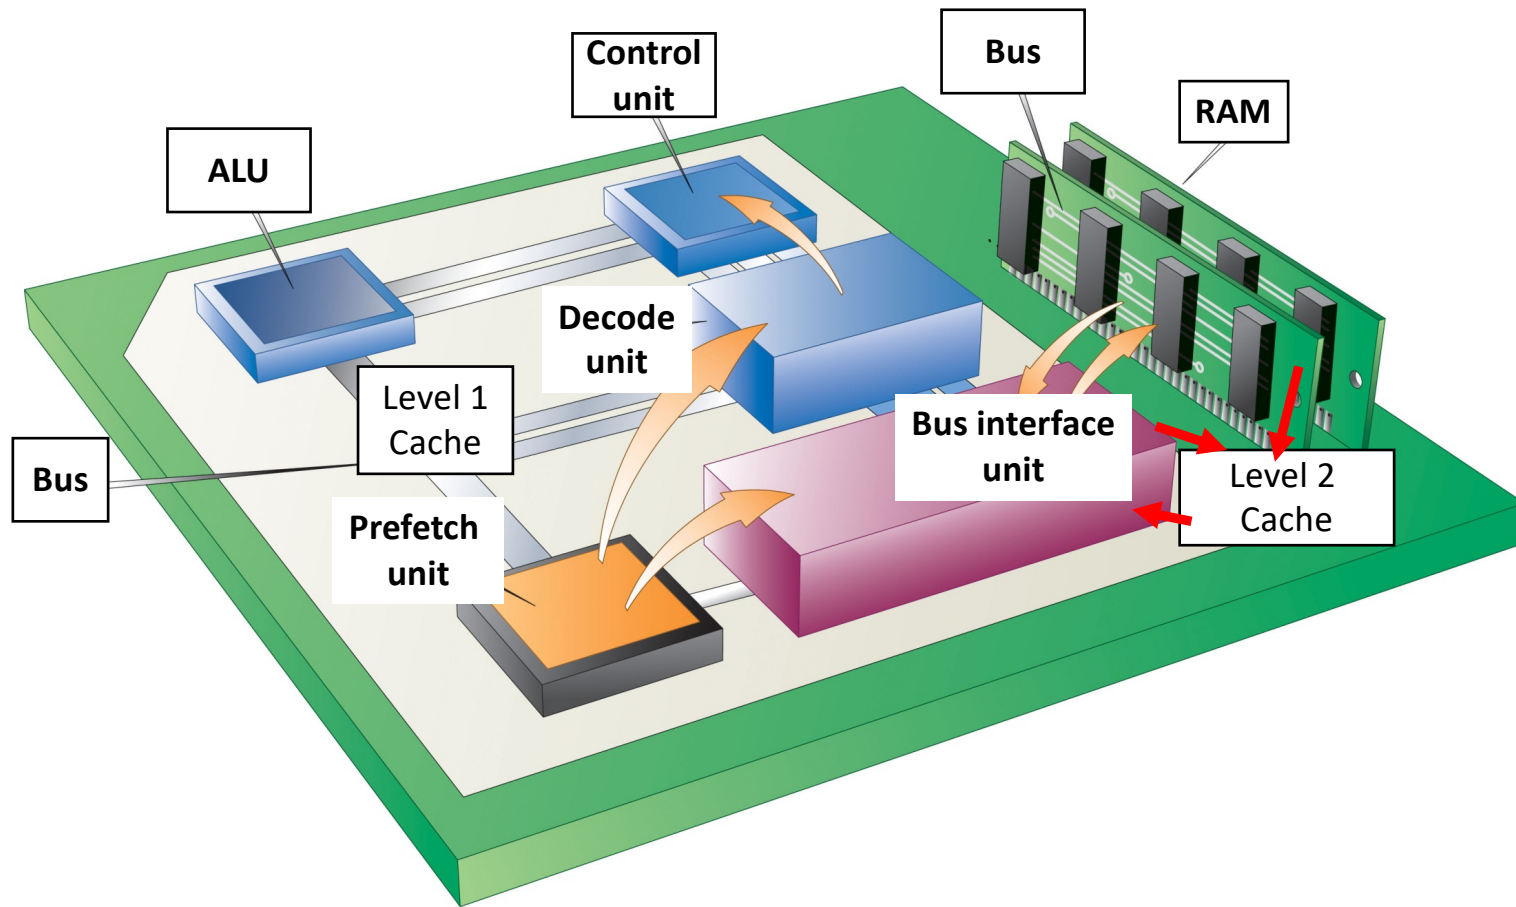 Control
unit
Bus
RAM
ALU
Decode
unit
Level 1
Cache
Bus interface
unit
Bus
Level 2
Cache
Prefetch
unit